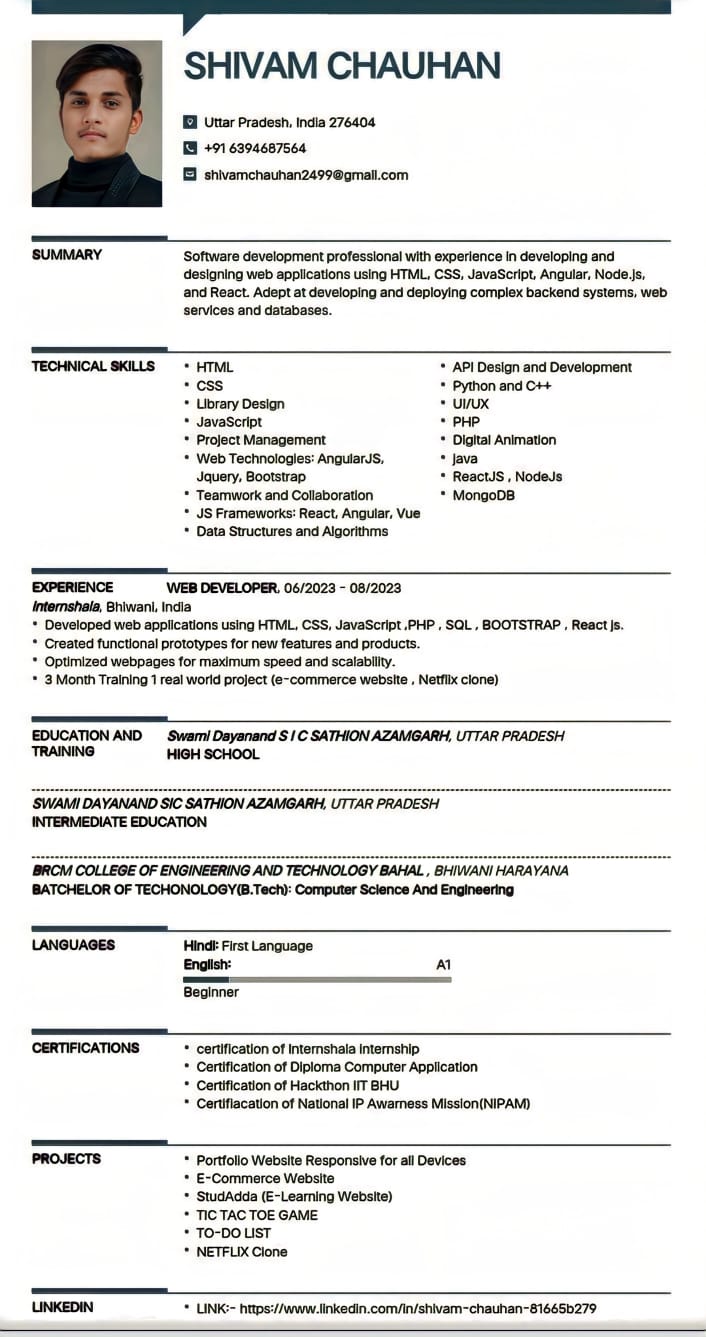 SHIVAM CHAUHAN
Uttar Pradesh, India 276404
+91 6394687564
shivamchauhan2499@gmail.com
SUMMARY
Software development professional with experience in developing and
designing web applications using HTML, CSS, JavaScript, Angular, Node.js,
and React. Adept at developing and deploying complex backend systems, web
services and databases.
TECHNICAL SKILLS
• HTML
• CSS
• Library Design
• JavaScript
• Project Management
• Web Technologies: AngularJS,
Jquery, Bootstrap
• Teamwork and Collaboration
• JS Frameworks: React, Angular, Vue
• Data Structures and Algorithms
• API Design and Development
• Python and C++
• UI/UX
• PHP
• Digital Animation
• java
• ReactJS , NodeJs
• MongoDB
EXPERIENCE WEB DEVELOPER, 06/2023 - 08/2023
Internshala, Bhiwani, India
• Developed web applications using HTML, CSS, JavaScript ,PHP , SQL , BOOTSTRAP , React js.
• Created functional prototypes for new features and products.
• Optimized webpages for maximum speed and scalability.
• 3 Month Training 1 real world project (e-commerce website , Netflix clone)
EDUCATION AND
TRAINING
Swami Dayanand S I C SATHION AZAMGARH, UTTAR PRADESH
HIGH SCHOOL
SWAMI DAYANAND SIC SATHION AZAMGARH, UTTAR PRADESH
INTERMEDIATE EDUCATION
BRCM COLLEGE OF ENGINEERING AND TECHNOLOGY BAHAL , BHIWANI HARAYANA
BATCHELOR OF TECHONOLOGY(B.Tech): Computer Science And Engineering
LANGUAGES
Hindi: First Language
English: A1
Beginner
CERTIFICATIONS
• certification of Internshala Internship
• Certification of Diploma Computer Application
• Certification of Hackthon IIT BHU
• Certifiacation of National IP Awarness Mission(NIPAM)
PROJECTS
• Portfolio Website Responsive for all Devices
• E-Commerce Website
• StudAdda (E-Learning Website)
• TIC TAC TOE GAME
• TO-DO LIST
• NETFLIX Clone
LINKEDIN
• LINK:- https://www.linkedin.com/in/shivam-chauhan-81665b279